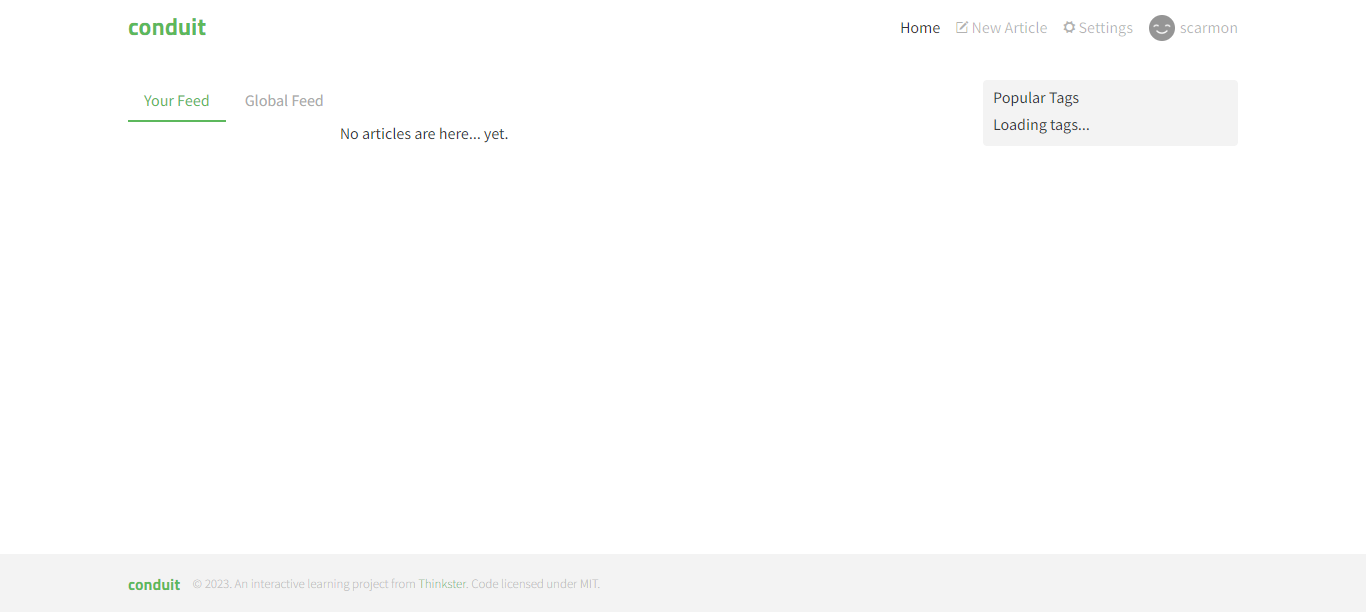 conduit
Home New Article Settings scarmon
Your Feed Global Feed
No articles are here... yet.
Popular Tags
Loading tags...
conduit © 2023. An interactive learning project from Thinkster. Code licensed under MIT.